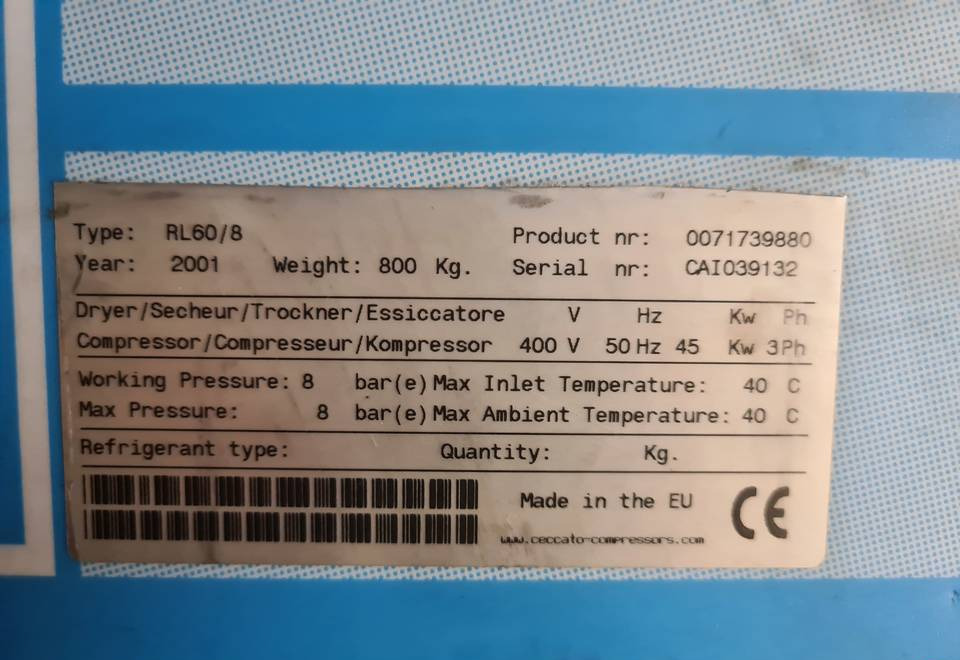 Type: RL60/8 Product nr: 0071739880
Year: 2001 Weight: 800 Kg. Serial nr: CAI039132
Dryer/Secheur/Trockner/Essiccatore V Hz Kw Ph
Compressor/Compresseur/Kompressor 400 V 50 Hz 45 Kw 3Ph
Working Pressure: 8 bar(e) Max Inlet Temperature: 40 C
Max Pressure: 8 bar(e) Max Ambient Temperature: 40 C
Refrigerant type: Quantity: Kg.
Made in the EU CE
www.ceccato-compressors.com